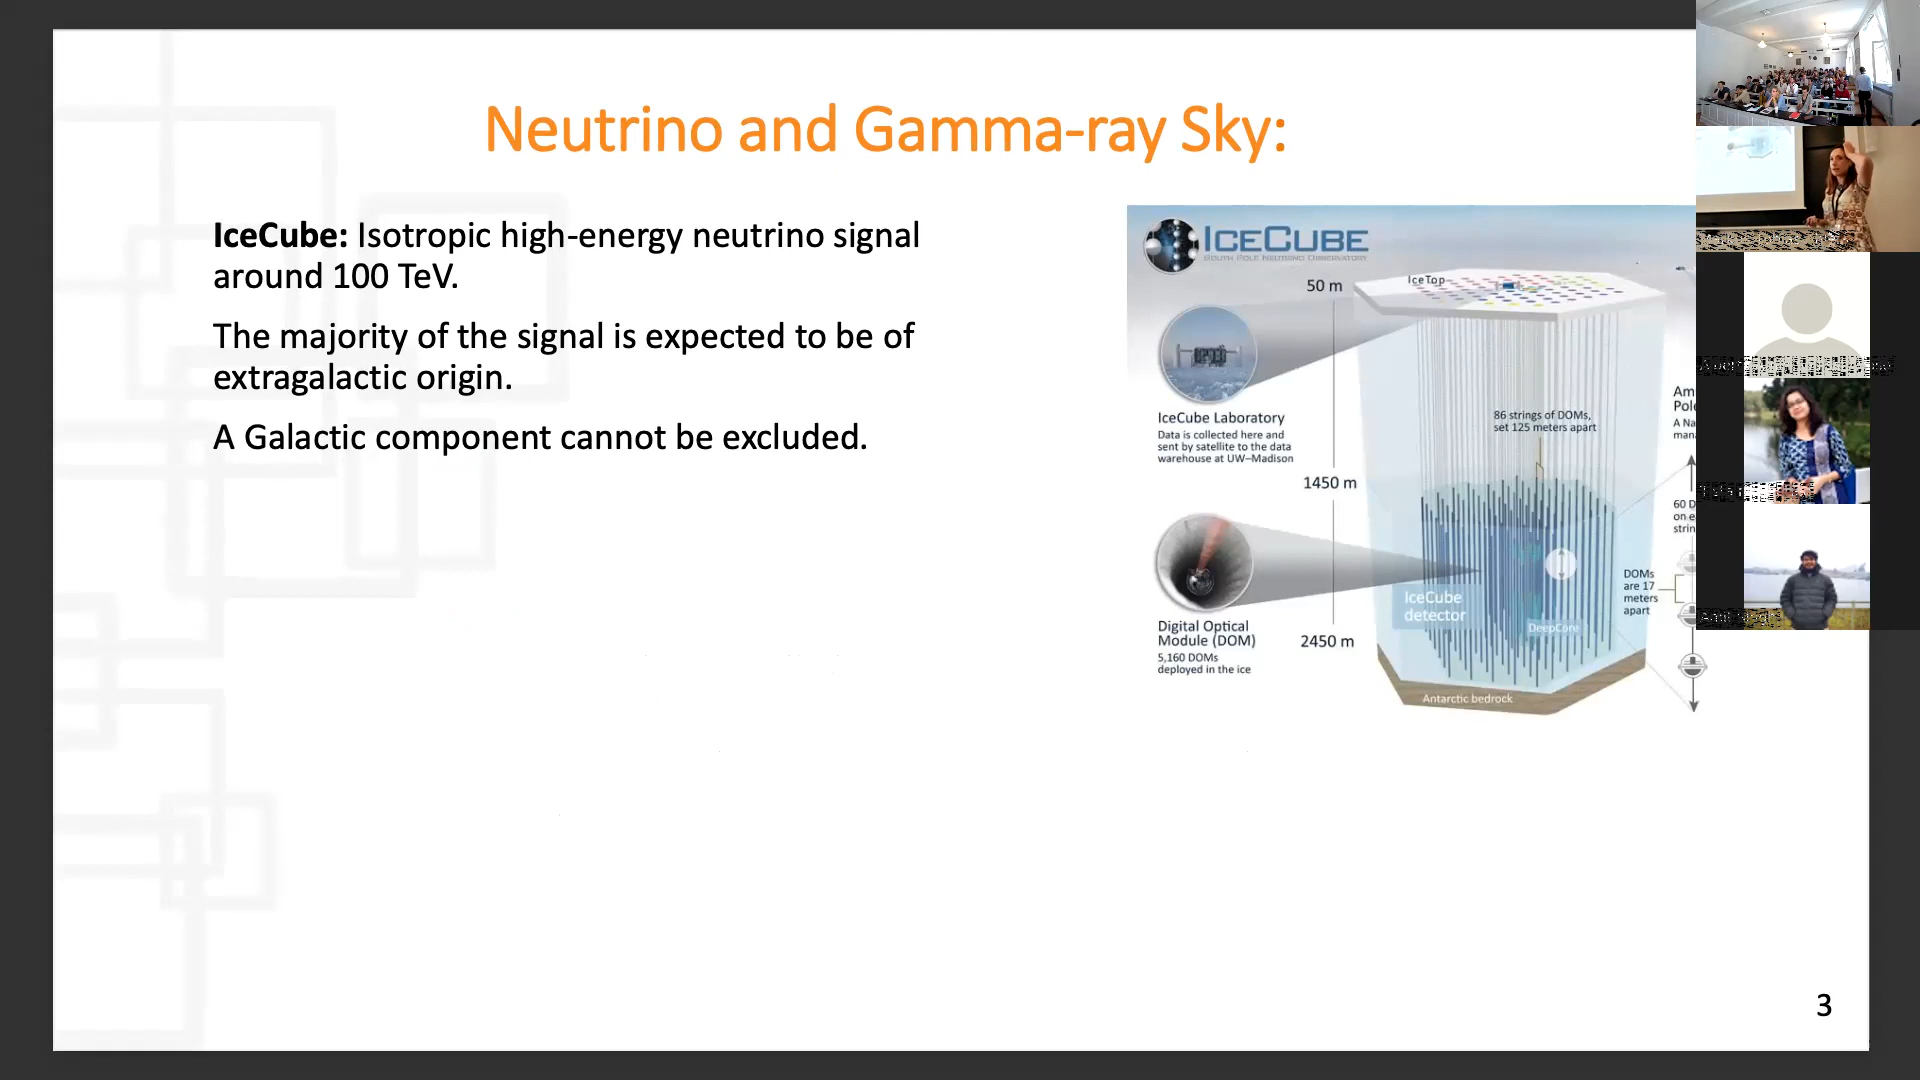 Neutrino and Gamma-ray Sky:
IceCube: Isotropic high-energy neutrino signal
around 100 TeV.
The majority of the signal is expected to be of
extragalactic origin.
A Galactic component cannot be excluded.
ICECUBE
SOUTH POLE NEUTRINO OBSERVATORY
50 m
IceTop
IceCube Laboratory
Data is collected here and
sent by satellite to the data
warehouse at UW–Madison
86 strings of DOMs,
set 125 meters apart
1450 m
DOMs
are 17
meters
apart
IceCube
detector
DeepCore
Digital Optical
Module (DOM)
5,160 DOMs
deployed in the ice
2450 m
Antarctic bedrock
3